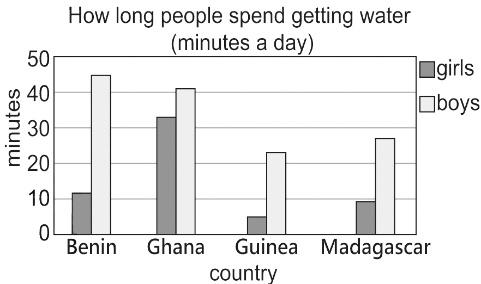 How long people spend getting water
(minutes a day)
50
40
30
20
10
0
minutes
girls
boys
Benin Ghana Guinea Madagascar
country